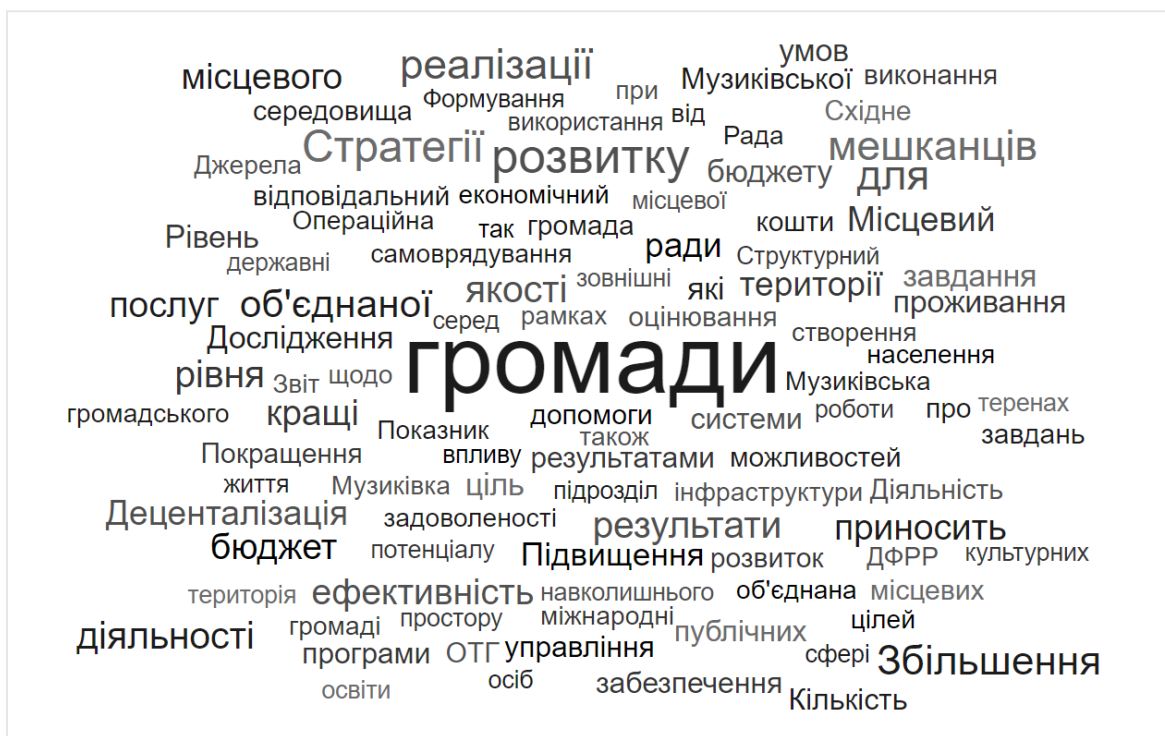 умов
місцевого реалізації Музиківської виконання
середовища Формування при Східне
використання від Рада
Джерела Стратегії розвитку бюджету мешканців
для
відповідальний економічний місцевої
Операційна так громада кошти Місцевий
Рівень державні самоврядування ради Структурний
послуг об'єднаної якості зовнішні які території завдання
проживання
серед рамках оцінювання створення
Дослідження громади населення
рівня Звіт щодо Музиківська
громадського кращі допомоги системи роботи про теренах
Показник також завдань
Покращення впливу результатами можливостей
життя Музиківка ціль підрозділ інфраструктури Діяльність
Деценталізація задоволеності результати приносить
бюджет потенціалу Підвищення розвиток ДФРР культурних
територія ефективність навколишнього об'єднана місцевих
діяльності громаді простору міжнародні публічних цілей
програми ОТГ управління сфері Збільшення
освіти осіб забезпечення Кількість